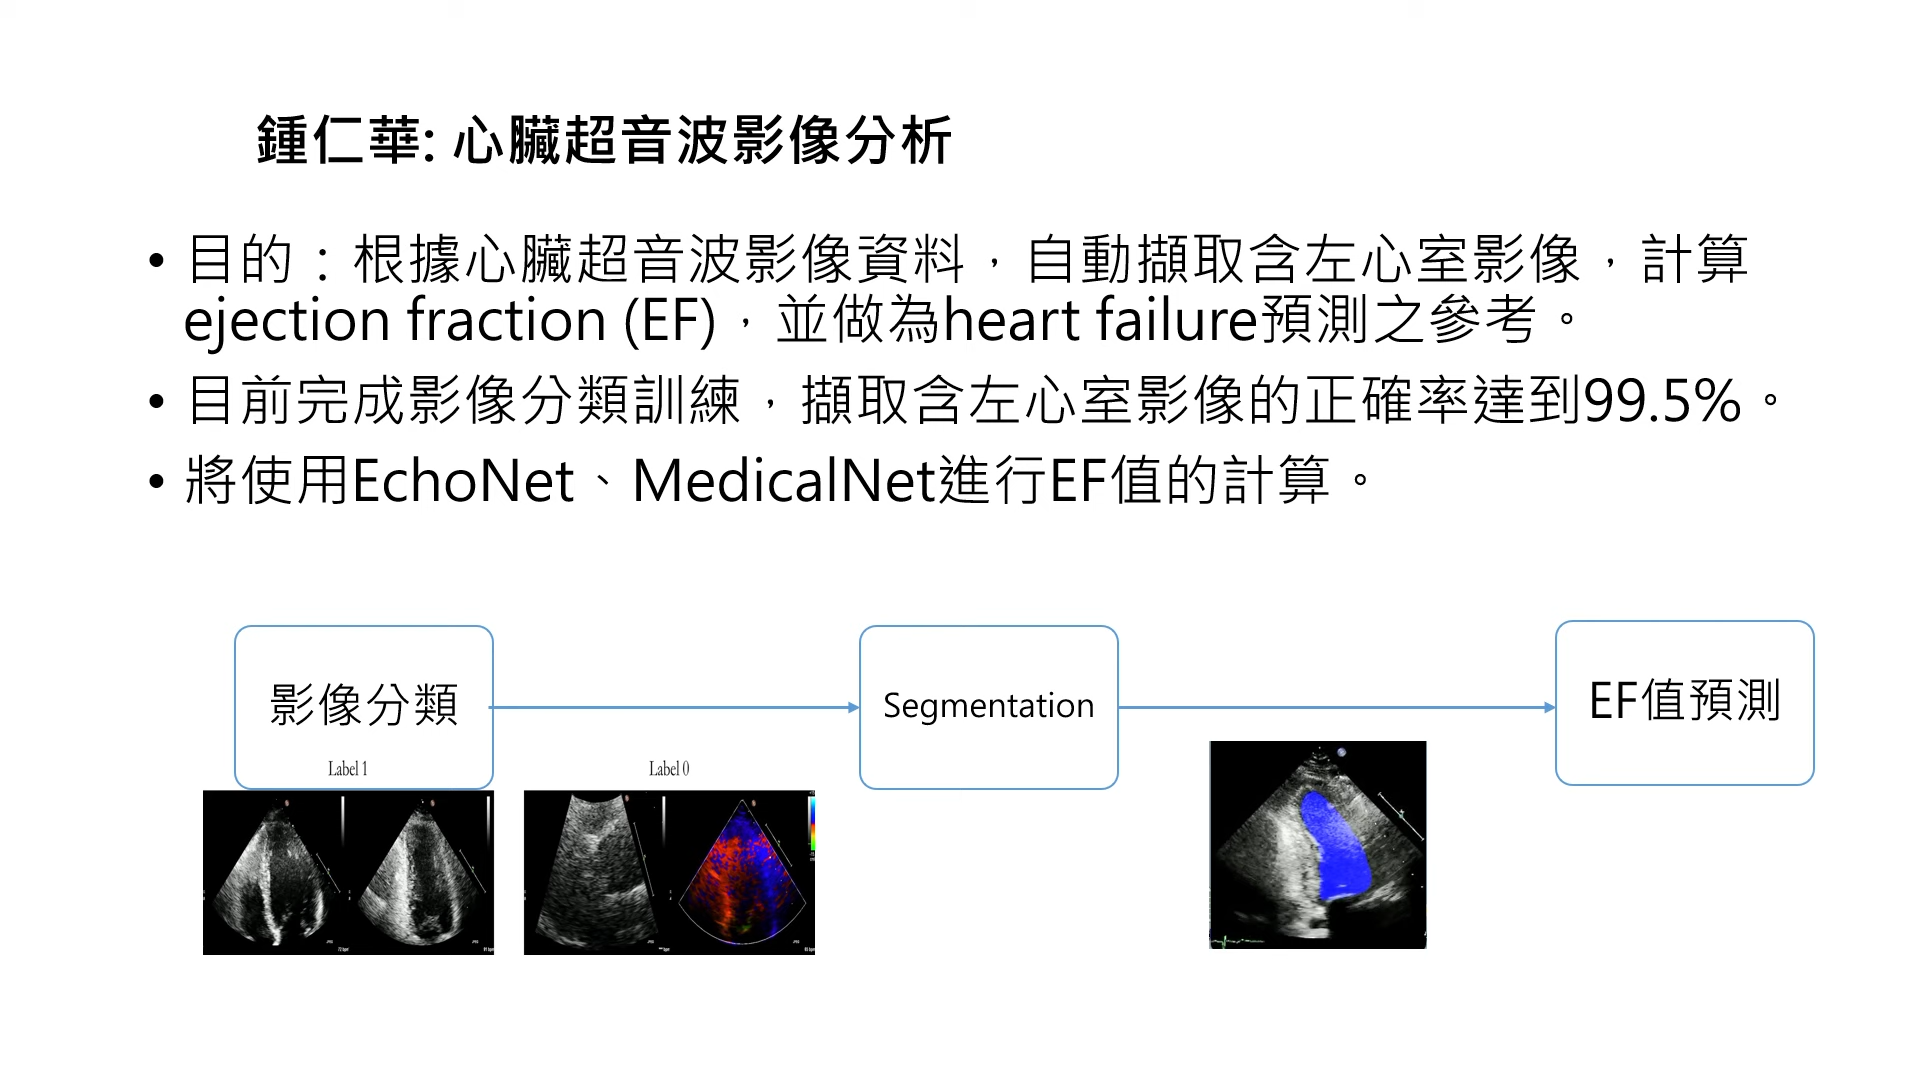 鍾仁華: 心臟超音波影像分析
• 目的：根據心臟超音波影像資料，自動擷取含左心室影像，計算
ejection fraction (EF)，並做為heart failure預測之參考。
• 目前完成影像分類訓練，擷取含左心室影像的正確率達到99.5%。
• 將使用EchoNet、MedicalNet進行EF值的計算。
影像分類
Segmentation
EF值預測
Label 1
Label 0